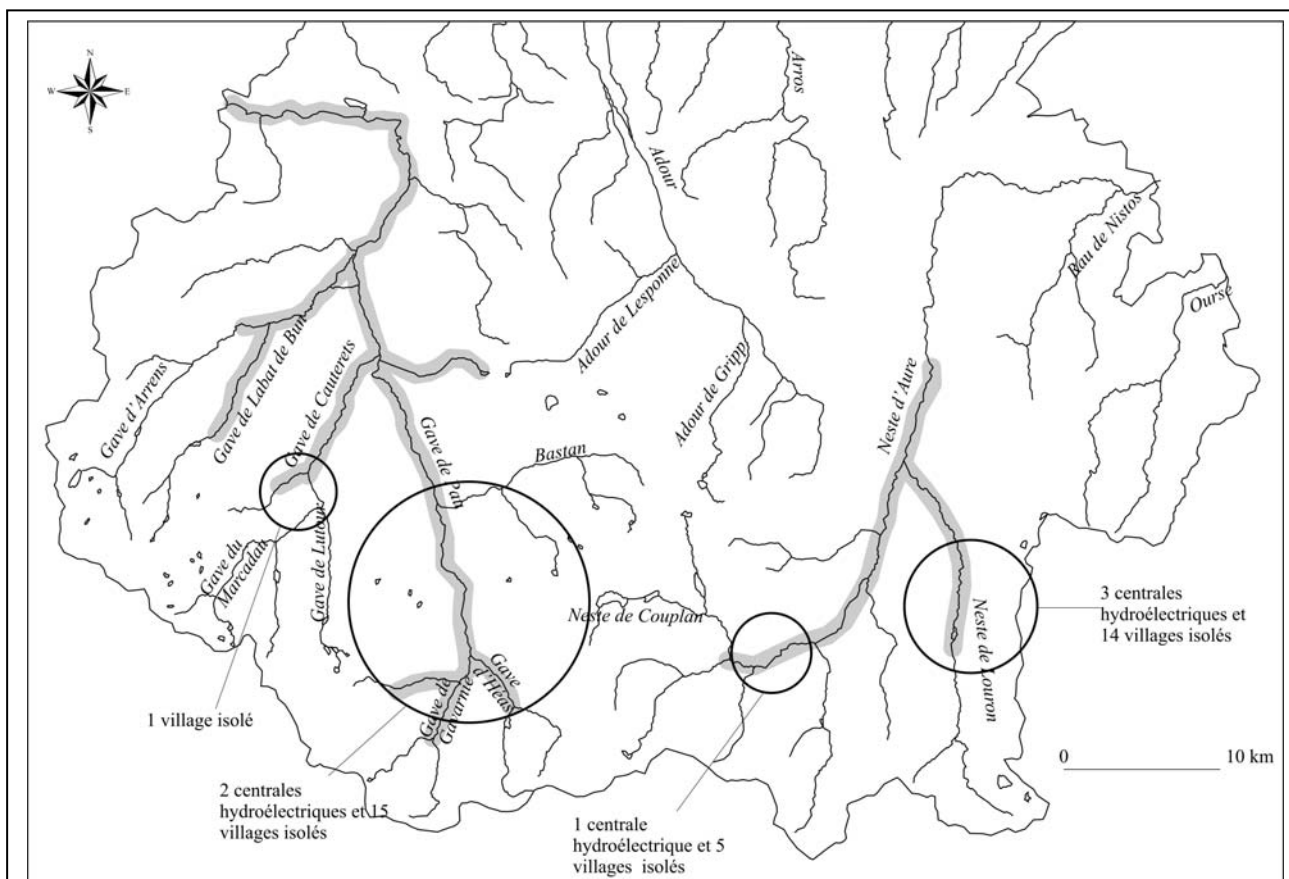 N
W
E
S
Arros
Adour
Rau de Nistos
Ourse
Adour de Lesponne
Adour de Gripp
Neste d'Aure
Gave d'Arrens
Gave de Labat de Bun
Gave de Cauterets
Gave de Pau
Bastan
Gave du
Marcadau
Gave de Lutour
Neste de Couplan
Neste de Louron
Gave de
Gavarnie
Gave
d'Héas
3 centrales
hydroélectriques et
14 villages isolés
1 village isolé
0 10 km
2 centrales
hydroélectriques et 15
villages isolés
1 centrale
hydroélectrique et 5
villages isolés